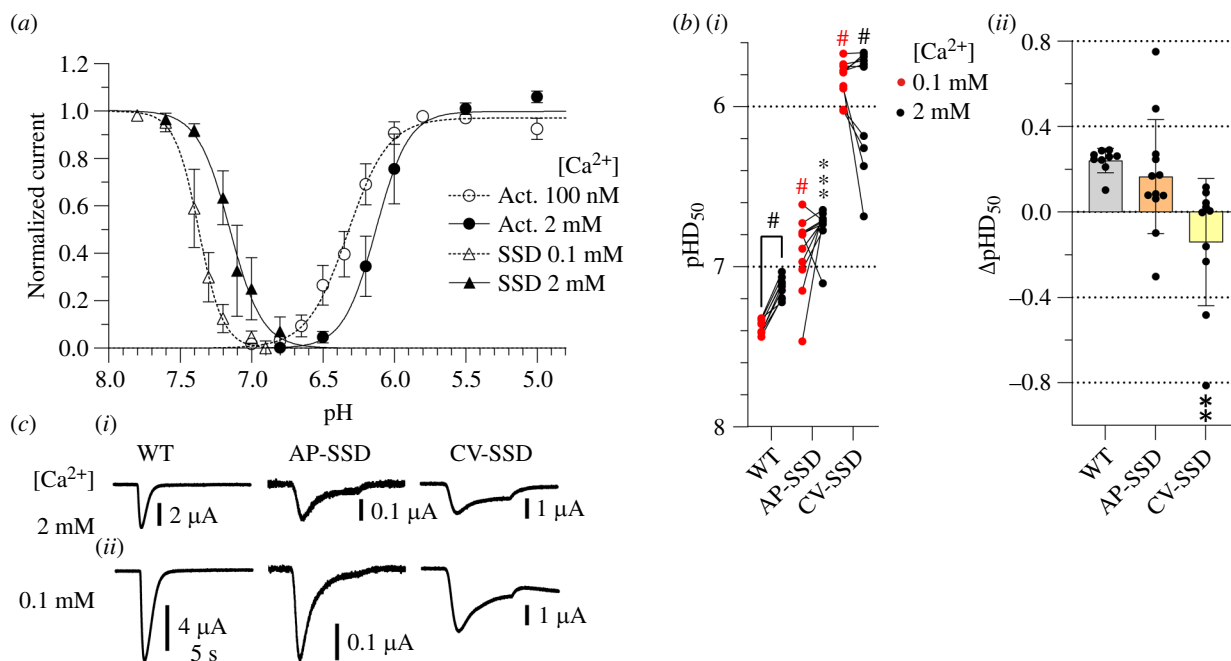 (a)
1.2
1.0
0.8
0.6
0.4
0.2
0.0
Normalized current
8.0 7.5 7.0 6.5 6.0 5.5 5.0
pH
[Ca2+]
Act. 100 nM
Act. 2 mM
SSD 0.1 mM
SSD 2 mM
(b) (i)
# #
[Ca2+]
0.1 mM
2 mM
6
7
8
pHD50
#
#
***
WT
AP-SSD
CV-SSD
(ii)
0.8
0.4
0.0
−0.4
−0.8
ΔpHD50
**
WT
AP-SSD
CV-SSD
(c) (i)
WT AP-SSD CV-SSD
[Ca2+]
2 mM
2 µA 0.1 µA 1 µA
(ii)
0.1 mM
4 µA 0.1 µA 1 µA
5 s